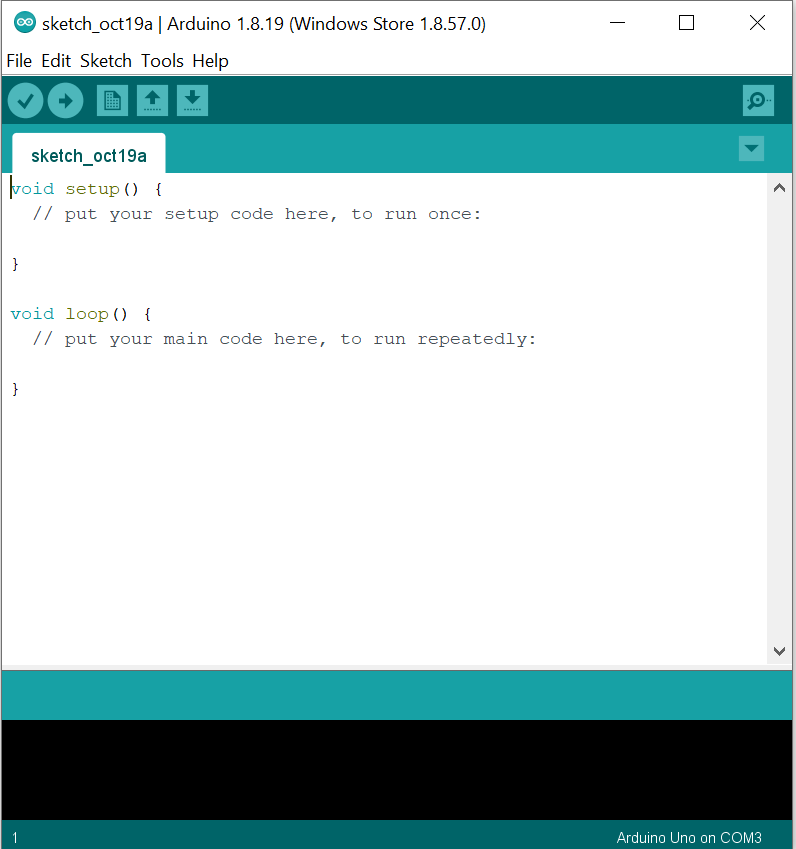 sketch_oct19a | Arduino 1.8.19 (Windows Store 1.8.57.0)
File Edit Sketch Tools Help
sketch_oct19a
void setup() {
  // put your setup code here, to run once:
}
void loop() {
  // put your main code here, to run repeatedly:
}
1 Arduino Uno on COM3